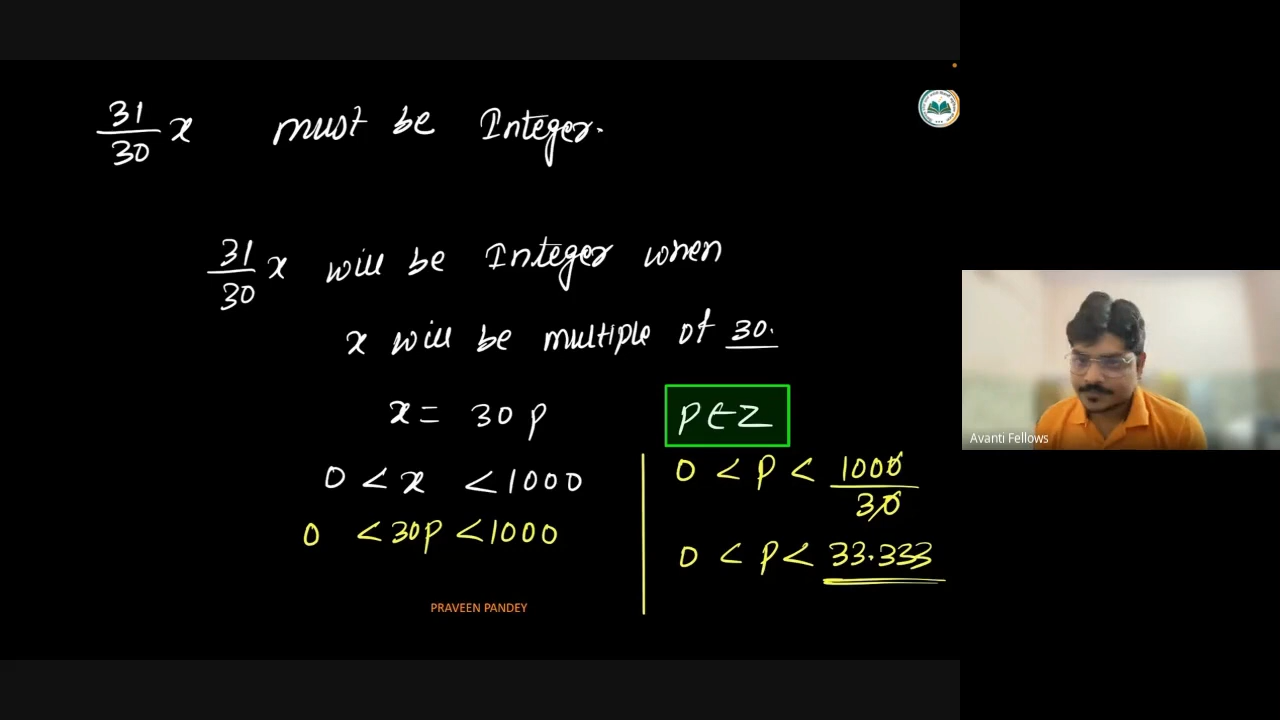 31/30 x must be Integer.
31/30 x will be Integer when
x will be multiple of 30.
x = 30 p
p ∈ Z
0 < x < 1000
0 < 30p < 1000
0 < p < 1000/30
0 < p < 33.333
PRAVEEN PANDEY
Avanti Fellows